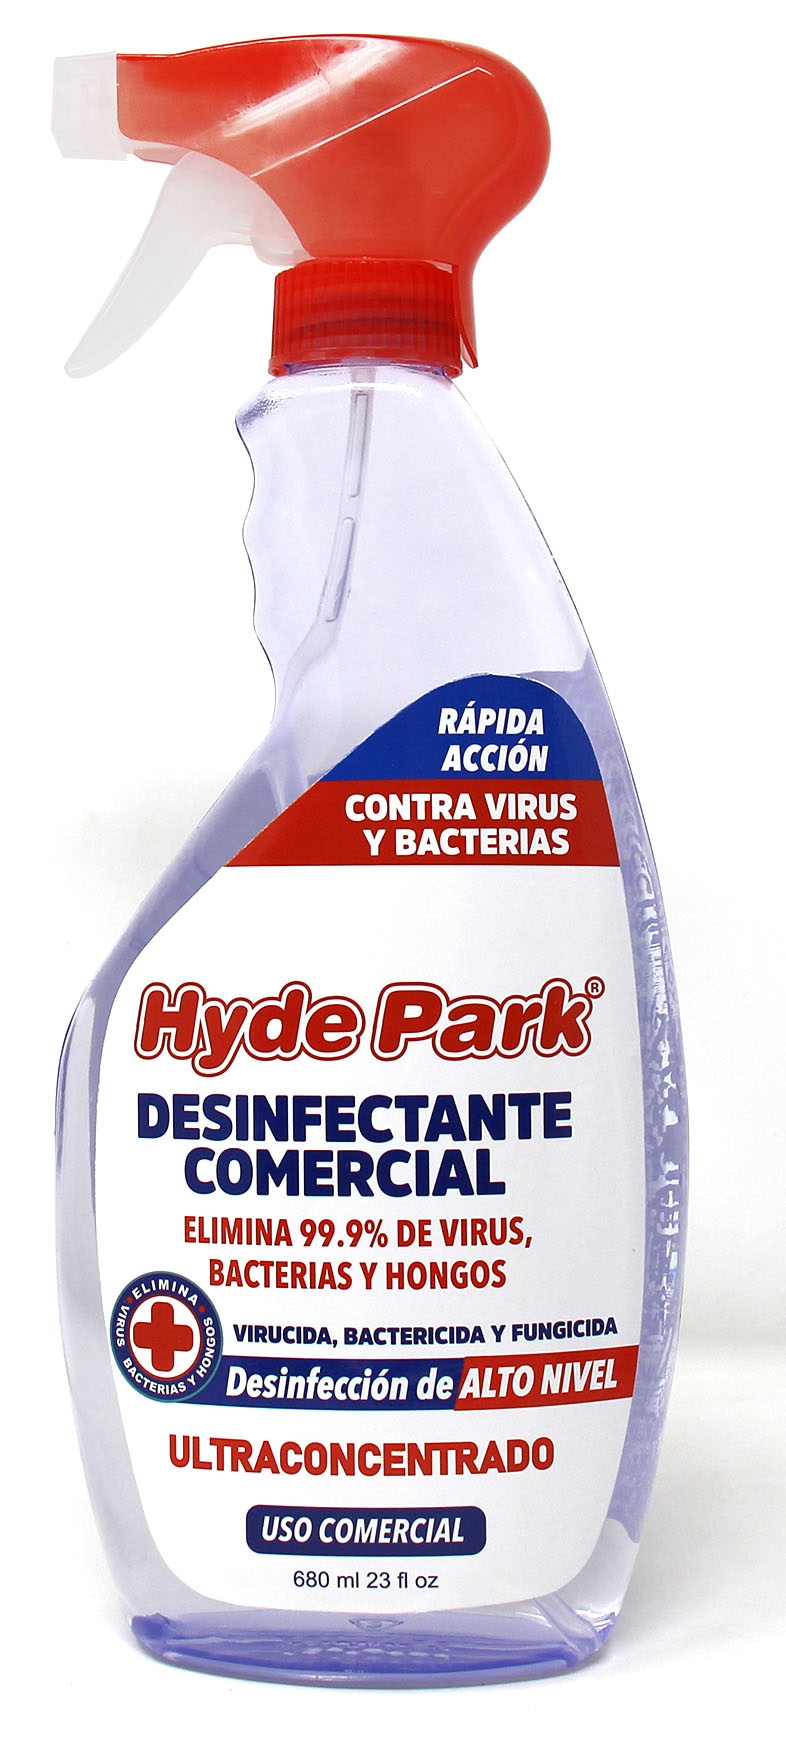 RÁPIDA
ACCIÓN
CONTRA VIRUS
Y BACTERIAS
Hyde Park®
DESINFECTANTE
COMERCIAL
ELIMINA 99.9% DE VIRUS,
BACTERIAS Y HONGOS
• ELIMINA •
VIRUS BACTERIAS Y HONGOS
VIRUCIDA, BACTERICIDA Y FUNGICIDA
Desinfección de ALTO NIVEL
ULTRACONCENTRADO
USO COMERCIAL
680 ml 23 fl oz